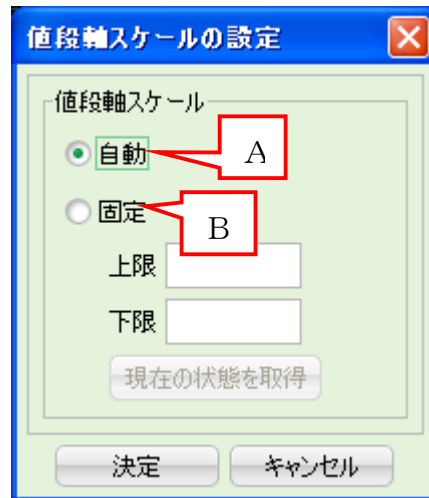 値段軸スケールの設定
値段軸スケール
自動
A
固定
B
上限
下限
現在の状態を取得
決定
キャンセル